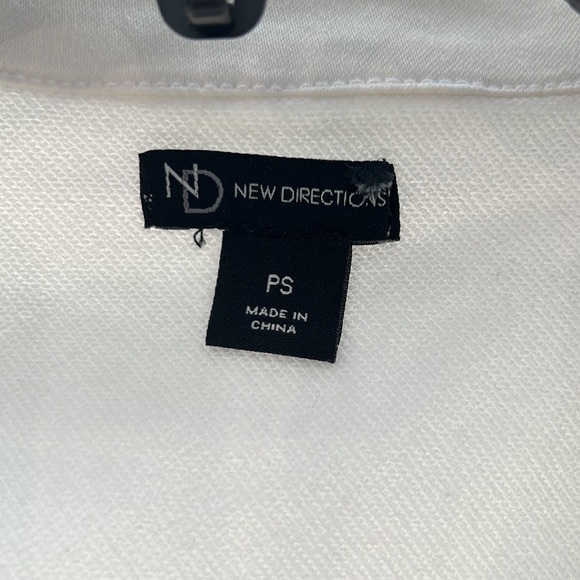 ND NEW DIRECTIONS
PS
MADE IN
CHINA